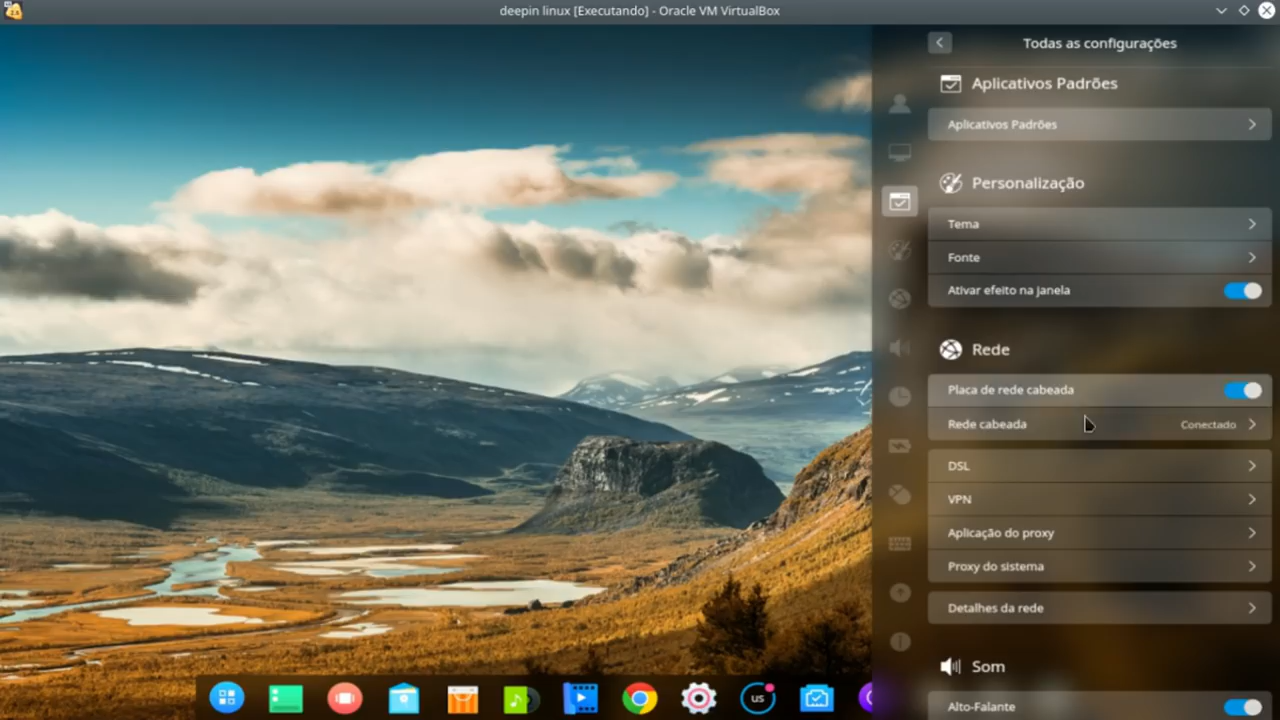 deepin linux [Executando] - Oracle VM VirtualBox
Todas as configurações
Aplicativos Padrões
Aplicativos Padrões
Personalização
Tema
Fonte
Ativar efeito na janela
Rede
Placa de rede cabeada
Rede cabeada Conectado
DSL
VPN
Aplicação do proxy
Proxy do sistema
Detalhes da rede
Som
Alto-Falante
us